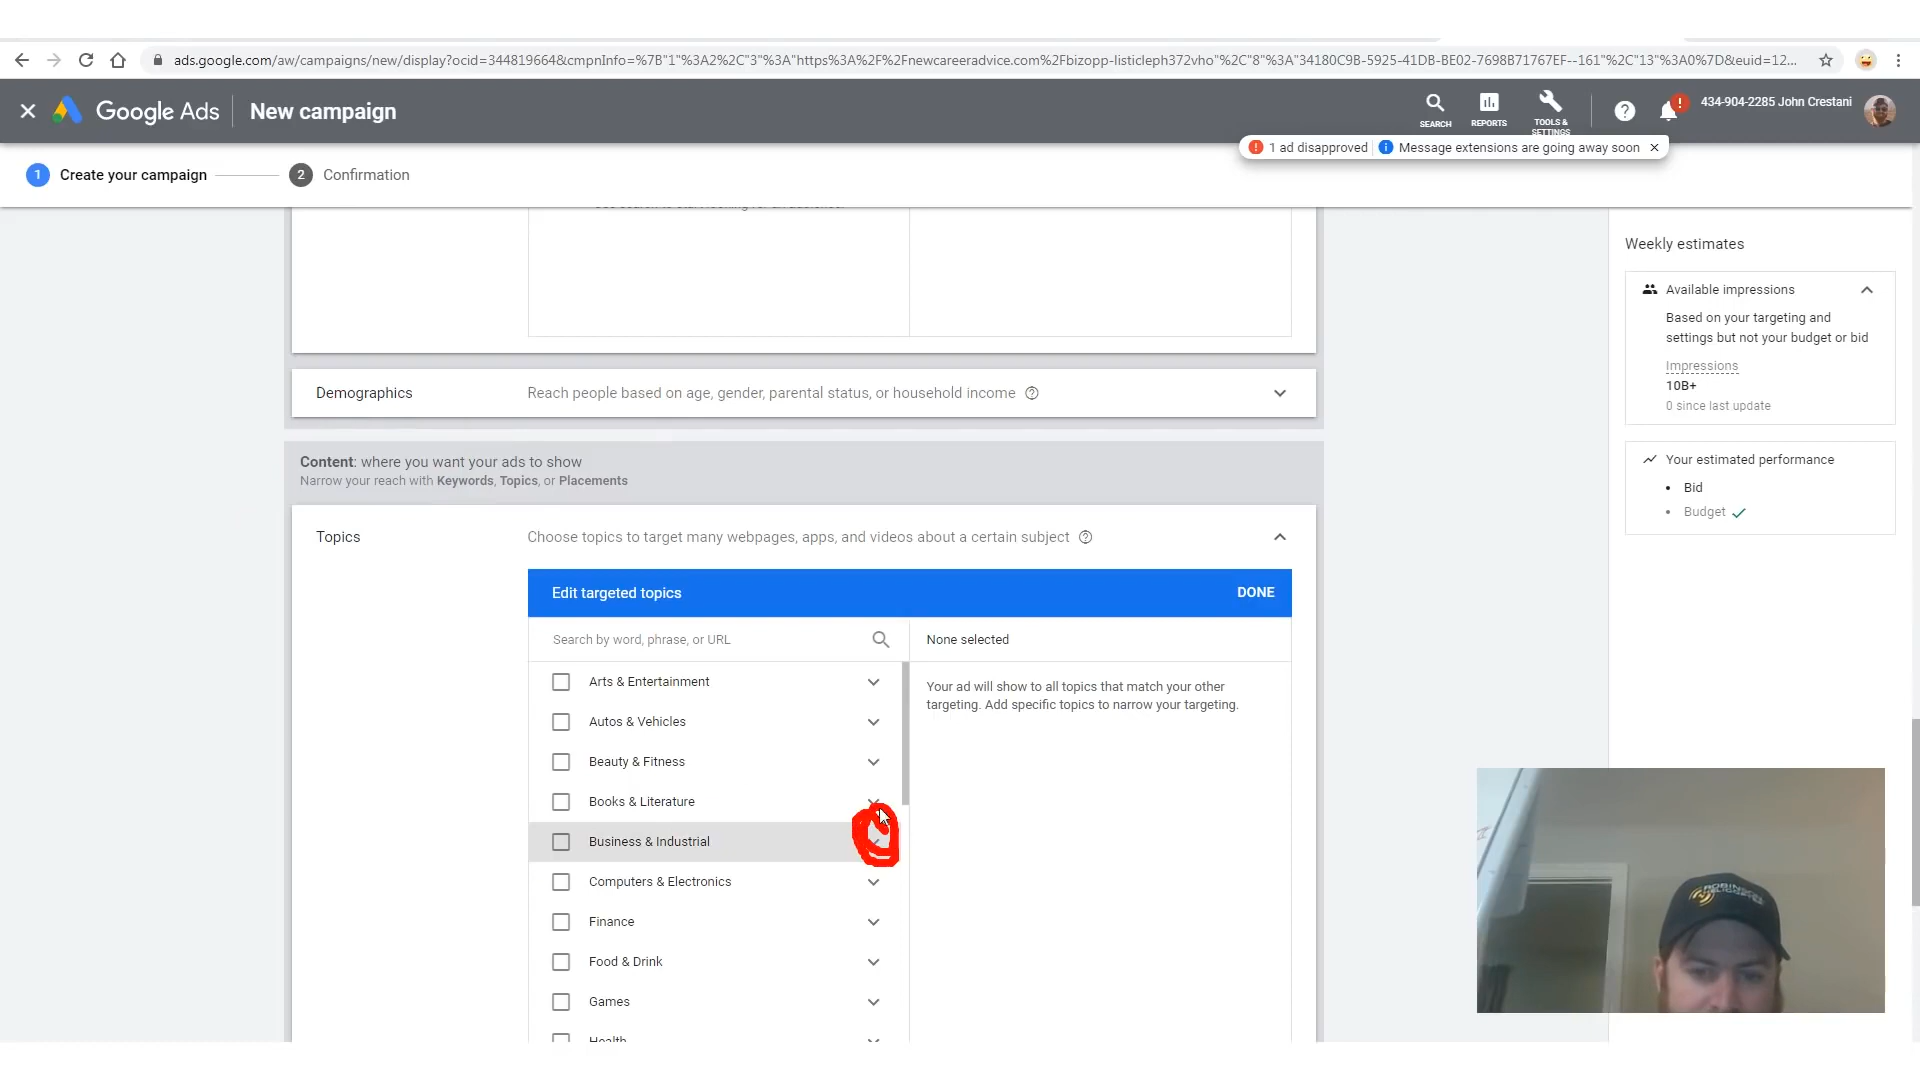 ads.google.com/aw/campaigns/new/display?ocid=344819664&cmpnInfo=%7B"1"%3A2%2C"3"%3A"https%3A%2F%2Fnewcareeradvice.com%2Fbizopp-listicleph372vho"%2C"8"%3A"34180C9B-5925-41DB-BE02-7698B71767EF--161"%2C"13"%3A0%7D&euid=12...
Google Ads New campaign
SEARCH
REPORTS
TOOLS &
SETTINGS
434-904-2285 John Crestani
1 ad disapproved
Message extensions are going away soon
1 Create your campaign
2 Confirmation
Demographics
Reach people based on age, gender, parental status, or household income
Content: where you want your ads to show
Narrow your reach with Keywords, Topics, or Placements
Topics
Choose topics to target many webpages, apps, and videos about a certain subject
Edit targeted topics
DONE
Search by word, phrase, or URL
None selected
Arts & Entertainment
Autos & Vehicles
Beauty & Fitness
Books & Literature
Business & Industrial
Computers & Electronics
Finance
Food & Drink
Games
Health
Your ad will show to all topics that match your other
targeting. Add specific topics to narrow your targeting.
Weekly estimates
Available impressions
Based on your targeting and
settings but not your budget or bid
Impressions
10B+
0 since last update
Your estimated performance
• Bid
• Budget
ROBINSON